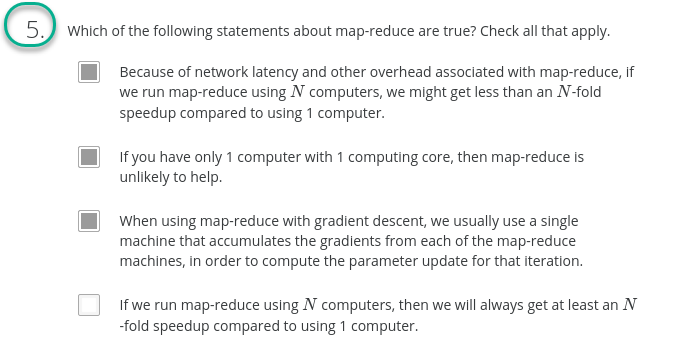 5. Which of the following statements about map-reduce are true? Check all that apply.
Because of network latency and other overhead associated with map-reduce, if
we run map-reduce using N computers, we might get less than an N-fold
speedup compared to using 1 computer.
If you have only 1 computer with 1 computing core, then map-reduce is
unlikely to help.
When using map-reduce with gradient descent, we usually use a single
machine that accumulates the gradients from each of the map-reduce
machines, in order to compute the parameter update for that iteration.
If we run map-reduce using N computers, then we will always get at least an N
-fold speedup compared to using 1 computer.